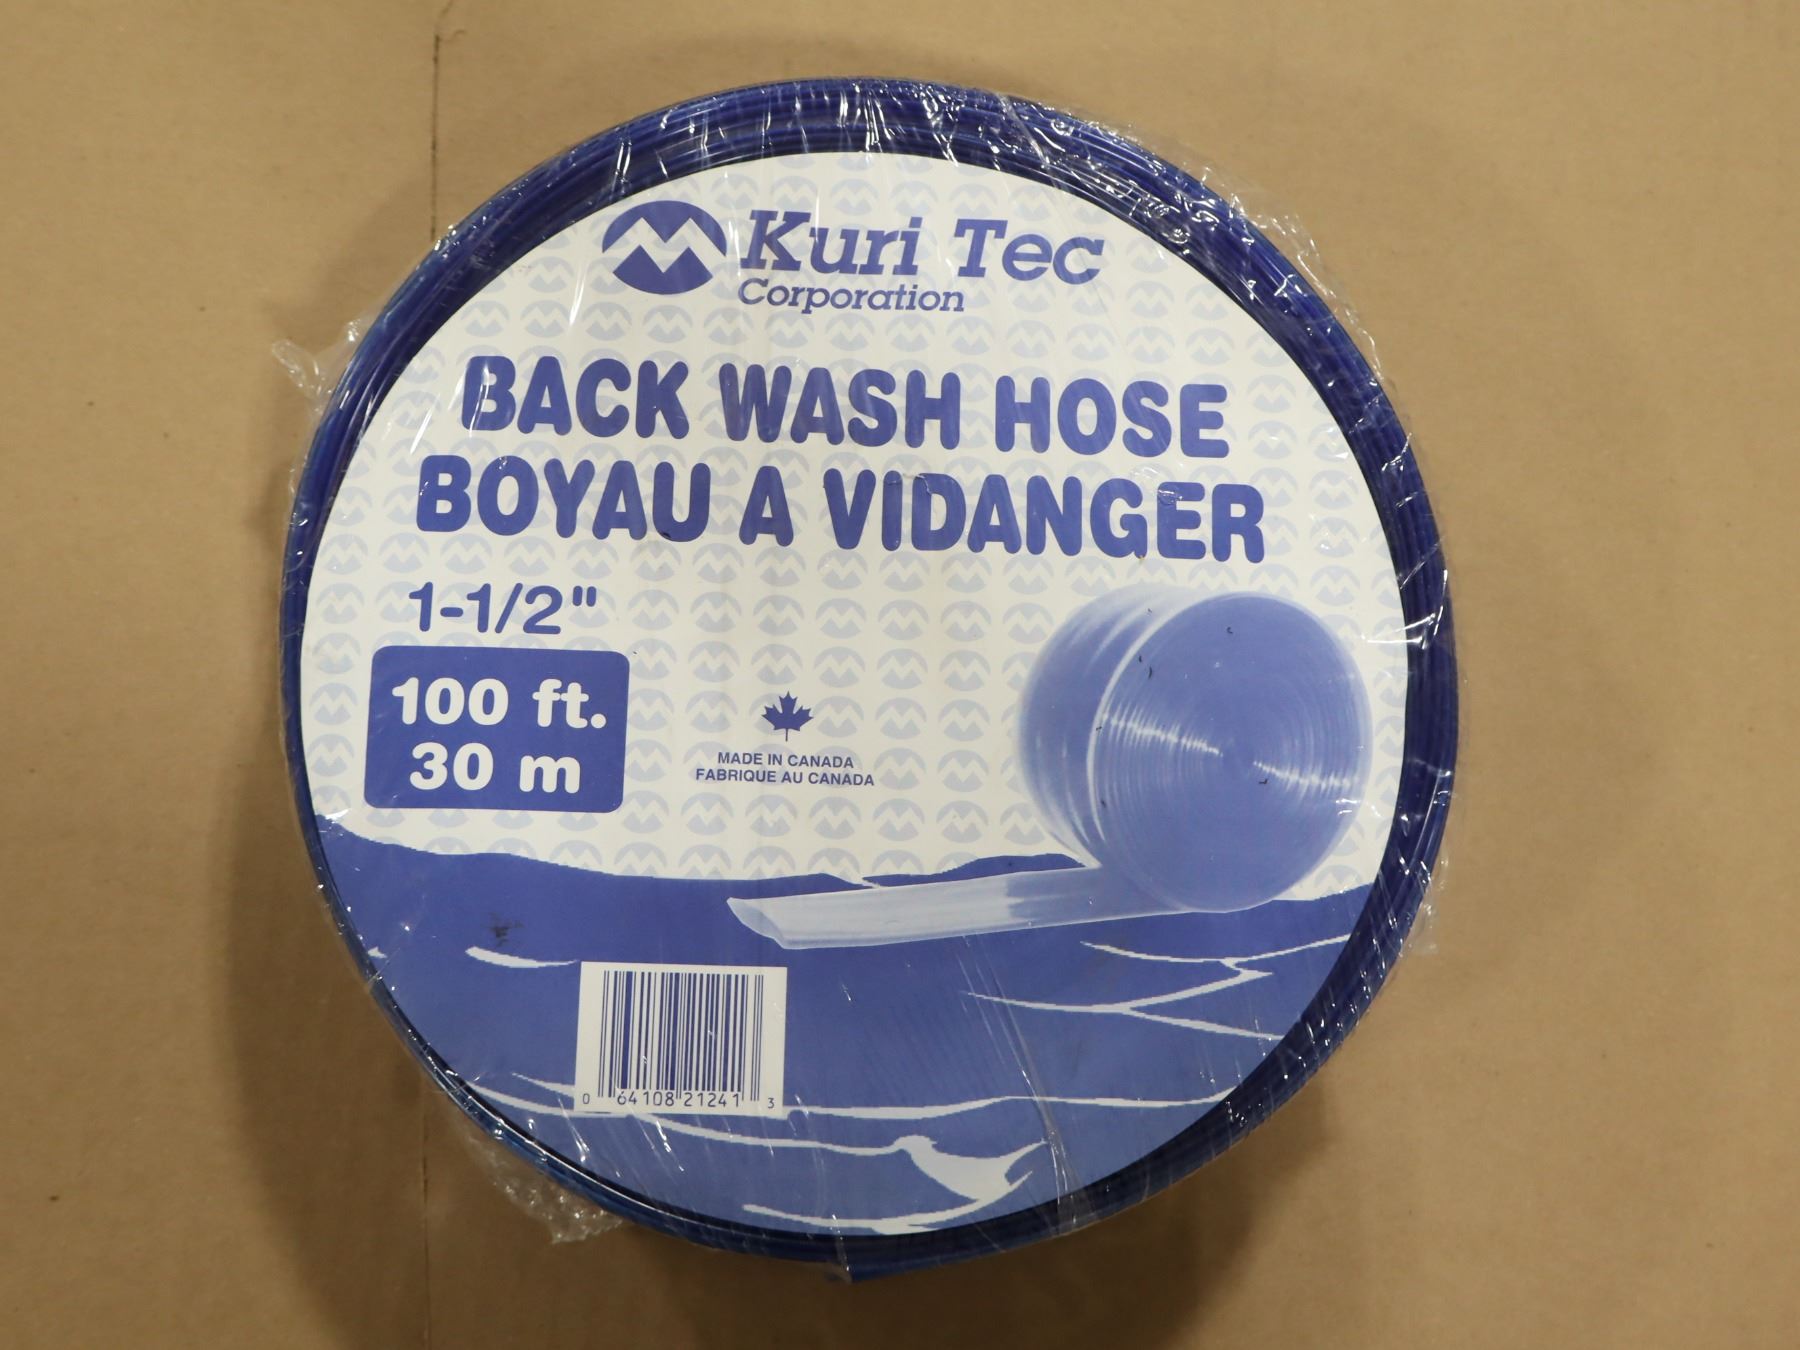 Kuri Tec
Corporation
BACK WASH HOSE
BOYAU A VIDANGER
1-1/2"
100 ft.
30 m
MADE IN CANADA
FABRIQUE AU CANADA
0 64108 21241 3